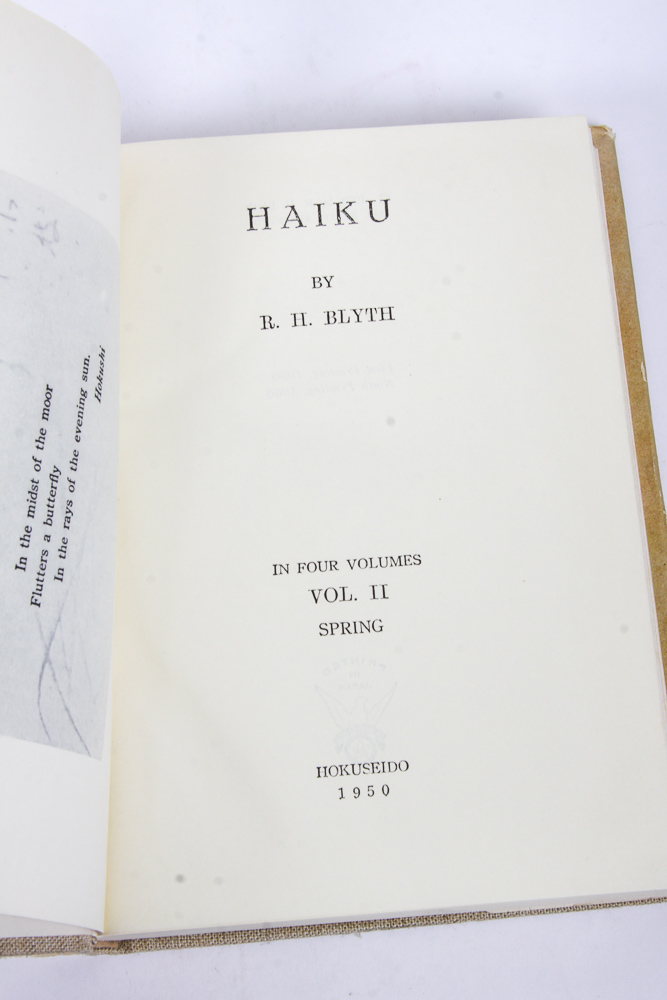 In the midst of the moor
Flutters a butterfly
In the rays of the evening sun.
Hokushi
HAIKU
BY
R. H. BLYTH
IN FOUR VOLUMES
VOL. II
SPRING
HOKUSEIDO
1950